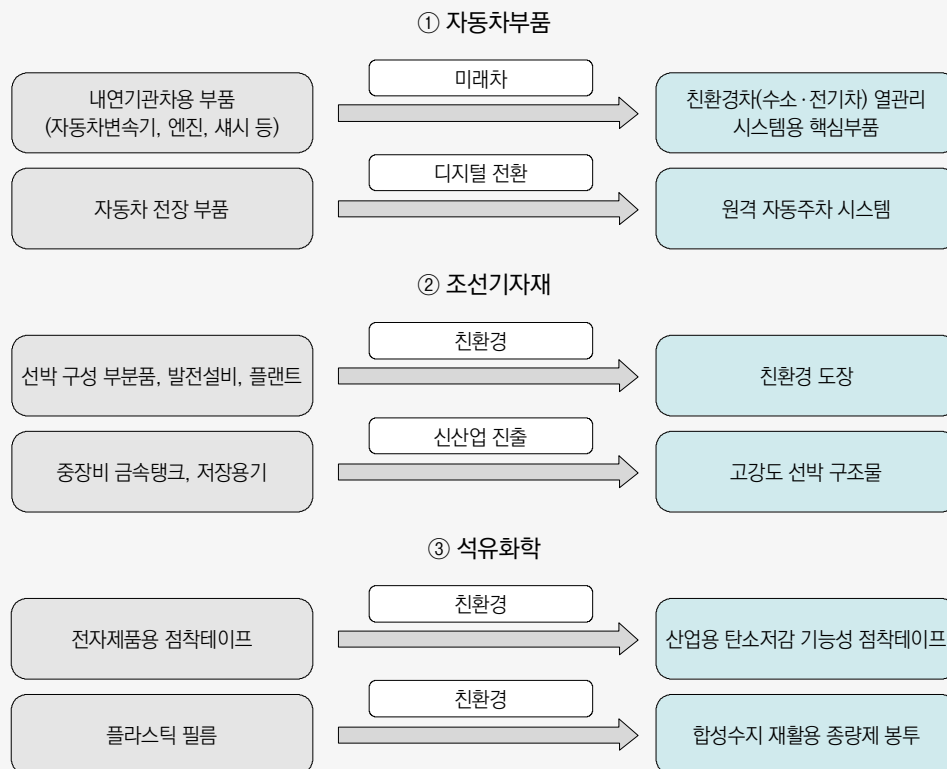 ① 자동차부품
미래차
내연기관차용 부품
(자동차변속기, 엔진, 섀시 등)
친환경차(수소·전기차) 열관리
시스템용 핵심부품
디지털 전환
자동차 전장 부품
원격 자동주차 시스템
② 조선기자재
친환경
선박 구성 부분품, 발전설비, 플랜트
친환경 도장
신산업 진출
중장비 금속탱크, 저장용기
고강도 선박 구조물
③ 석유화학
친환경
전자제품용 점착테이프
산업용 탄소저감 기능성 점착테이프
친환경
플라스틱 필름
합성수지 재활용 종량제 봉투